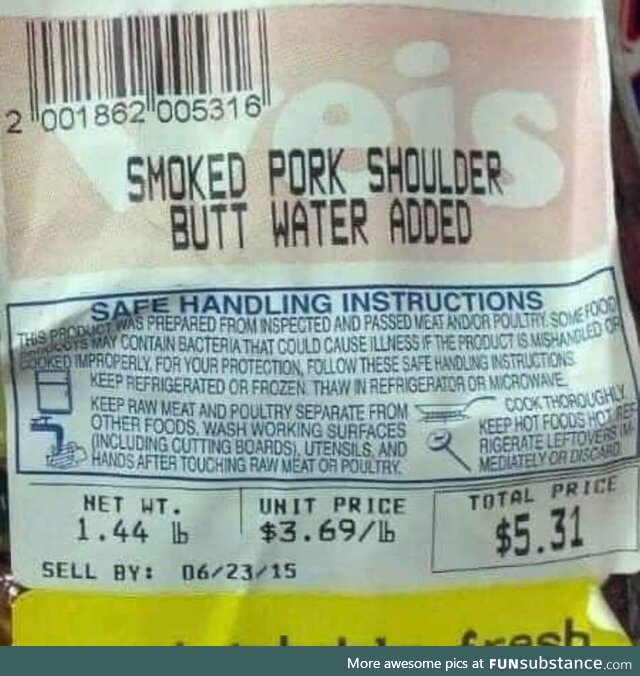 weis
2 001862 005316
SMOKED PORK SHOULDER
BUTT WATER ADDED
SAFE HANDLING INSTRUCTIONS
THIS PRODUCT WAS PREPARED FROM INSPECTED AND PASSED MEAT AND/OR POULTRY. SOME FOOD
PRODUCTS MAY CONTAIN BACTERIA THAT COULD CAUSE ILLNESS IF THE PRODUCT IS MISHANDLED OR
COOKED IMPROPERLY. FOR YOUR PROTECTION, FOLLOW THESE SAFE HANDLING INSTRUCTIONS.
KEEP REFRIGERATED OR FROZEN. THAW IN REFRIGERATOR OR MICROWAVE.
KEEP RAW MEAT AND POULTRY SEPARATE FROM
OTHER FOODS. WASH WORKING SURFACES
(INCLUDING CUTTING BOARDS), UTENSILS, AND
HANDS AFTER TOUCHING RAW MEAT OR POULTRY.
COOK THOROUGHLY.
KEEP HOT FOODS HOT. REF
RIGERATE LEFTOVERS IM
MEDIATELY OR DISCARD.
NET WT. UNIT PRICE TOTAL PRICE
1.44 lb $3.69/lb $5.31
SELL BY: 06/23/15
fresh
More awesome pics at FUNsubstance.com